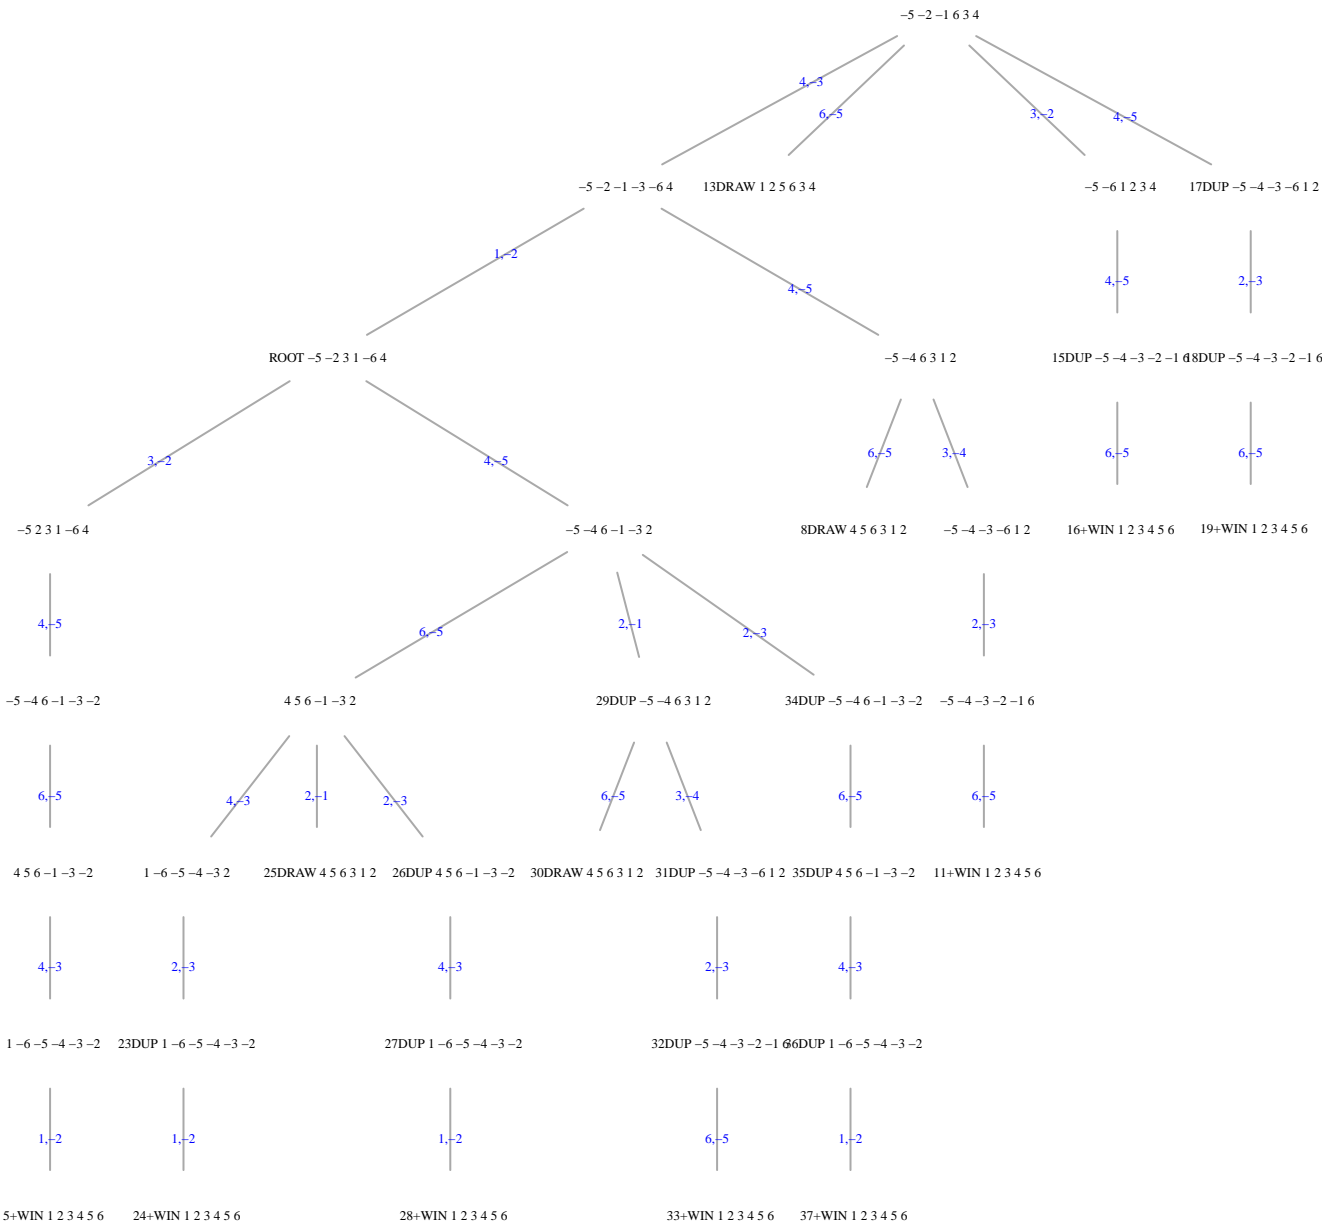 −5 −2 −1 6 3 4
4,−3
6,−5
3,−2
4,−5
−5 −2 −1 −3 −6 4
13DRAW 1 2 5 6 3 4
−5 −6 1 2 3 4
17DUP −5 −4 −3 −6 1 2
1,−2
4,−5
4,−5
2,−3
ROOT −5 −2 3 1 −6 4
−5 −4 6 3 1 2
15DUP −5 −4 −3 −2 −1 6
18DUP −5 −4 −3 −2 −1 6
3,−2
4,−5
6,−5
3,−4
6,−5
6,−5
−5 2 3 1 −6 4
−5 −4 6 −1 −3 2
8DRAW 4 5 6 3 1 2
−5 −4 −3 −6 1 2
16+WIN 1 2 3 4 5 6
19+WIN 1 2 3 4 5 6
4,−5
6,−5
2,−1
2,−3
2,−3
−5 −4 6 −1 −3 −2
4 5 6 −1 −3 2
29DUP −5 −4 6 3 1 2
34DUP −5 −4 6 −1 −3 −2
−5 −4 −3 −2 −1 6
6,−5
4,−3
2,−1
2,−3
6,−5
3,−4
6,−5
6,−5
4 5 6 −1 −3 −2
1 −6 −5 −4 −3 2
25DRAW 4 5 6 3 1 2
26DUP 4 5 6 −1 −3 −2
30DRAW 4 5 6 3 1 2
31DUP −5 −4 −3 −6 1 2
35DUP 4 5 6 −1 −3 −2
11+WIN 1 2 3 4 5 6
4,−3
2,−3
4,−3
2,−3
4,−3
1 −6 −5 −4 −3 −2
23DUP 1 −6 −5 −4 −3 −2
27DUP 1 −6 −5 −4 −3 −2
32DUP −5 −4 −3 −2 −1 6
36DUP 1 −6 −5 −4 −3 −2
1,−2
1,−2
1,−2
6,−5
1,−2
5+WIN 1 2 3 4 5 6
24+WIN 1 2 3 4 5 6
28+WIN 1 2 3 4 5 6
33+WIN 1 2 3 4 5 6
37+WIN 1 2 3 4 5 6